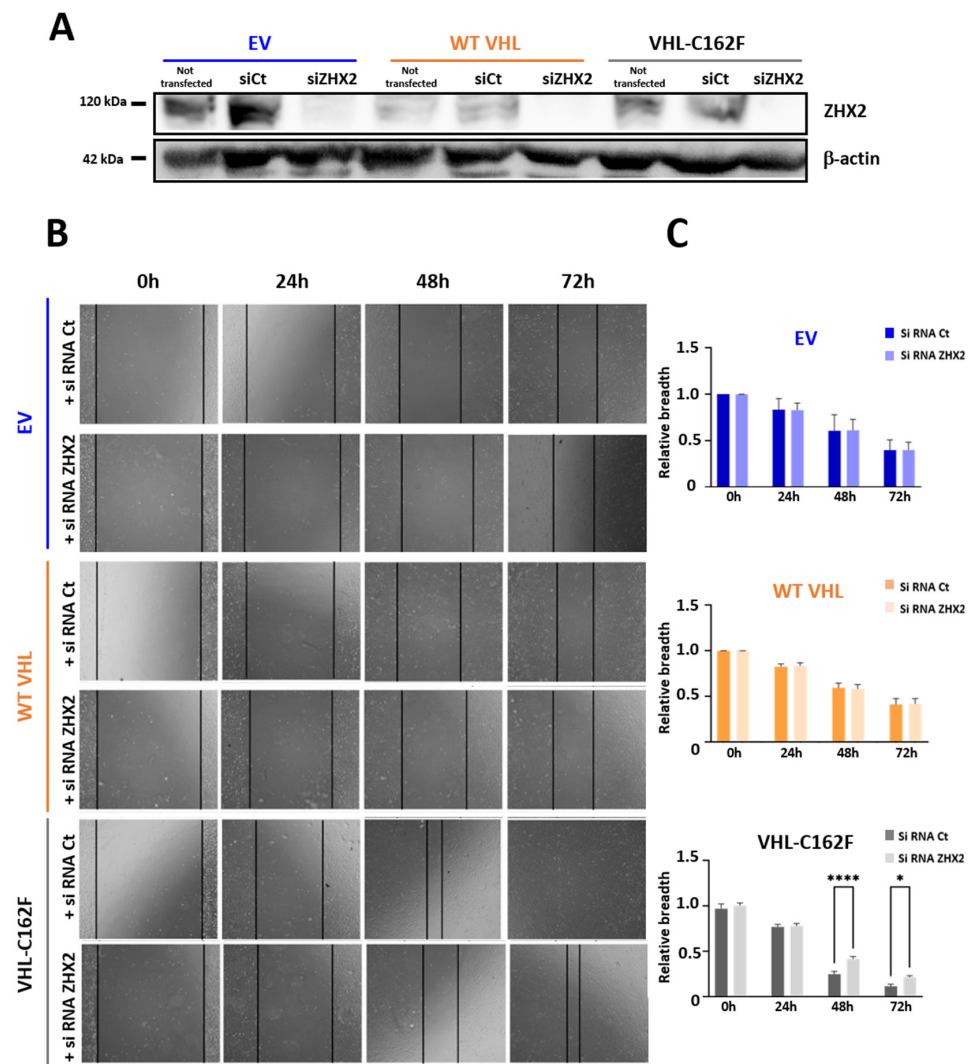 A
EV
WT VHL
VHL-C162F
Not
transfected
siCt
siZHX2
Not
transfected
siCt
siZHX2
Not
transfected
siCt
siZHX2
120 kDa
ZHX2
42 kDa
β-actin
B
0h
24h
48h
72h
EV
+ si RNA Ct
+ si RNA ZHX2
WT VHL
+ si RNA Ct
+ si RNA ZHX2
VHL-C162F
+ si RNA Ct
+ si RNA ZHX2
C
EV
Si RNA Ct
Si RNA ZHX2
Relative breadth
1.5
1.0
0.5
0
0h
24h
48h
72h
WT VHL
Si RNA Ct
Si RNA ZHX2
Relative breadth
1.5
1.0
0.5
0
0h
24h
48h
72h
VHL-C162F
Si RNA Ct
Si RNA ZHX2
Relative breadth
1.5
1.0
0.5
0
****
*
0h
24h
48h
72h